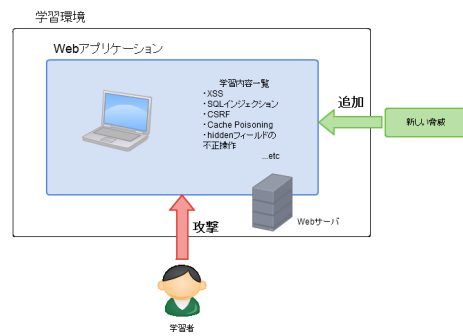 学習環境
Webアプリケーション
学習内容一覧
・XSS
・SQLインジェクション
・CSRF
・Cache Poisoning
・hiddenフィールドの
不正操作
...etc
追加
新しい脅威
Webサーバ
攻撃
学習者